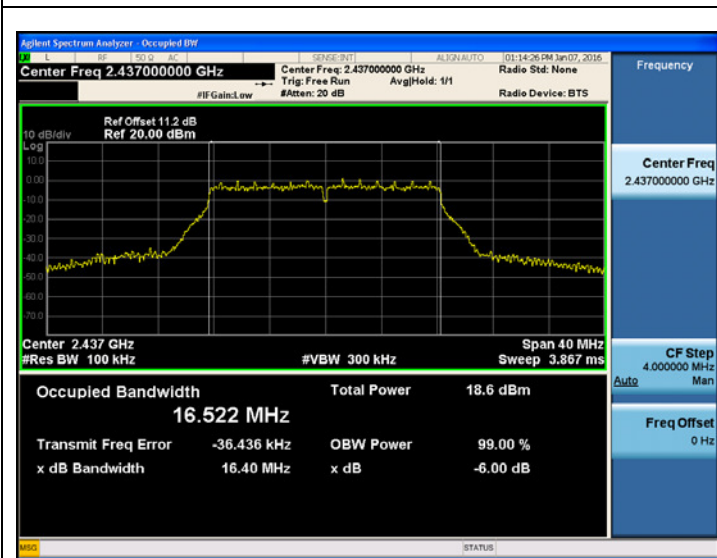 Agilent Spectrum Analyzer - Occupied BW
L RF 50 Ω AC SENSE:INT ALIGN AUTO 01:14:26 PM Jan 07, 2016
Center Freq 2.437000000 GHz Center Freq: 2.437000000 GHz Radio Std: None
Trig: Free Run Avg|Hold: 1/1
#IFGain:Low #Atten: 20 dB Radio Device: BTS
Frequency
Ref Offset 11.2 dB
10 dB/div Ref 20.00 dBm
Log
10.0
0.00
-10.0
-20.0
-30.0
-40.0
-50.0
-60.0
-70.0
Center 2.437 GHz Span 40 MHz
#Res BW 100 kHz #VBW 300 kHz Sweep 3.867 ms
Occupied Bandwidth Total Power 18.6 dBm
16.522 MHz
Transmit Freq Error -36.436 kHz OBW Power 99.00 %
x dB Bandwidth 16.40 MHz x dB -6.00 dB
Center Freq
2.437000000 GHz
CF Step
4.000000 MHz
Auto Man
Freq Offset
0 Hz
MSG STATUS